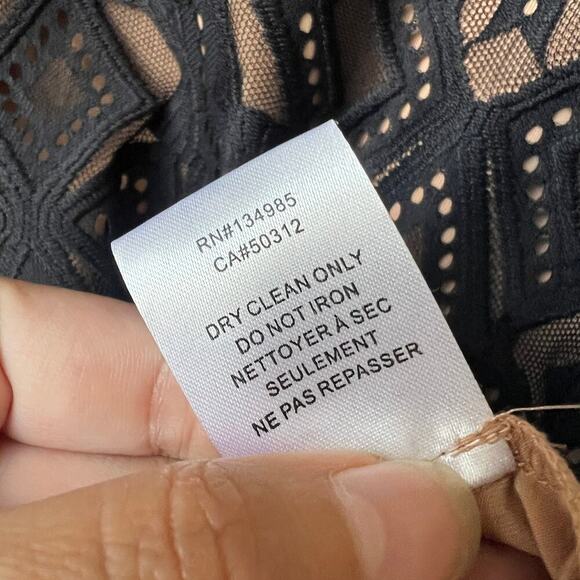 RN#134985
CA#50312
DRY CLEAN ONLY
DO NOT IRON
NETTOYER À SEC
SEULEMENT
NE PAS REPASSER